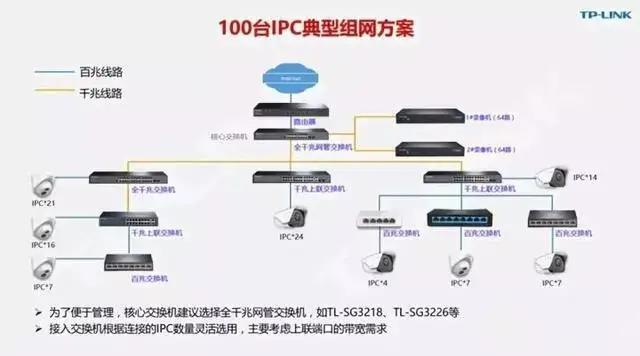 100台IPC典型组网方案
TP-LINK
百兆线路
千兆线路
路由器
核心交换机
全千兆网管交换机
1#录像机（64路）
2#录像机（64路）
全千兆交换机
千兆上联交换机
千兆上联交换机
IPC*14
IPC*21
千兆上联交换机
IPC*24
百兆交换机
百兆交换机
百兆交换机
IPC*16
百兆交换机
IPC*7
IPC*4
IPC*7
IPC*7
为了便于管理，核心交换机建议选择全千兆网管交换机，如TL-SG3218、TL-SG3226等
接入交换机根据连接的IPC数量灵活选用，主要考虑上联端口的带宽需求